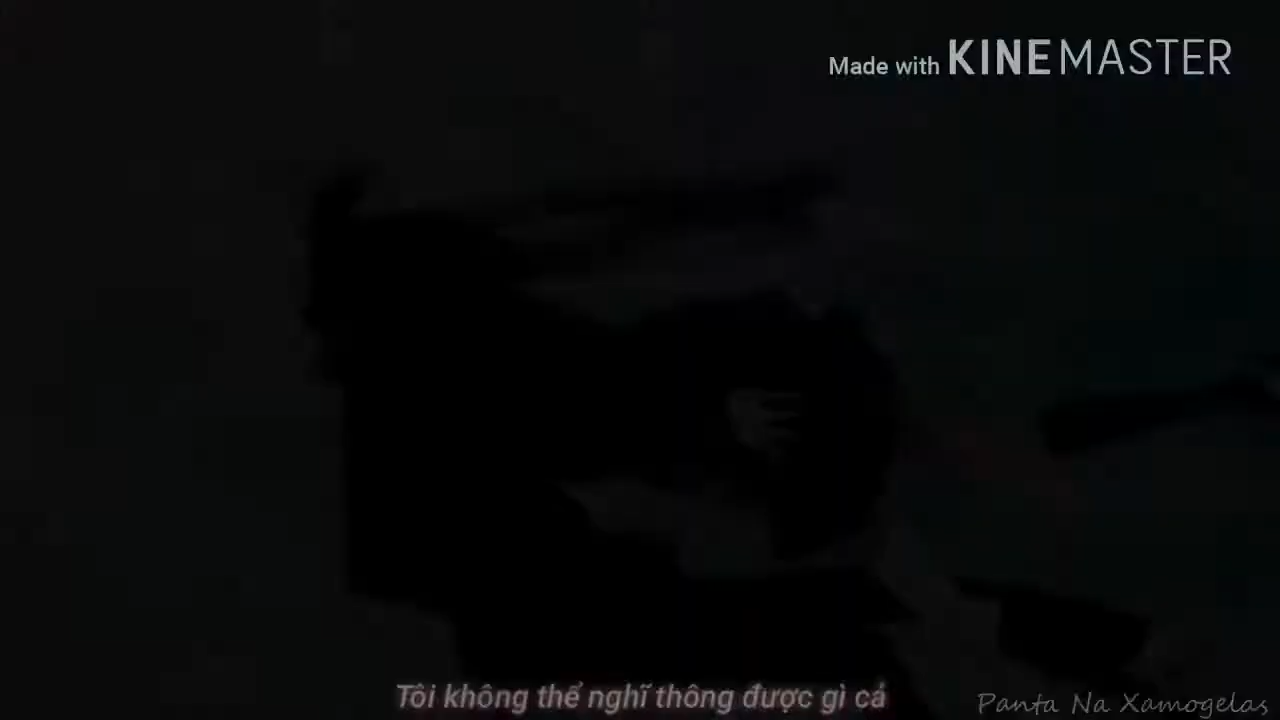 Made with KINEMASTER
Tôi không thể nghĩ thông được gì cả
Panta Na Xamogelas